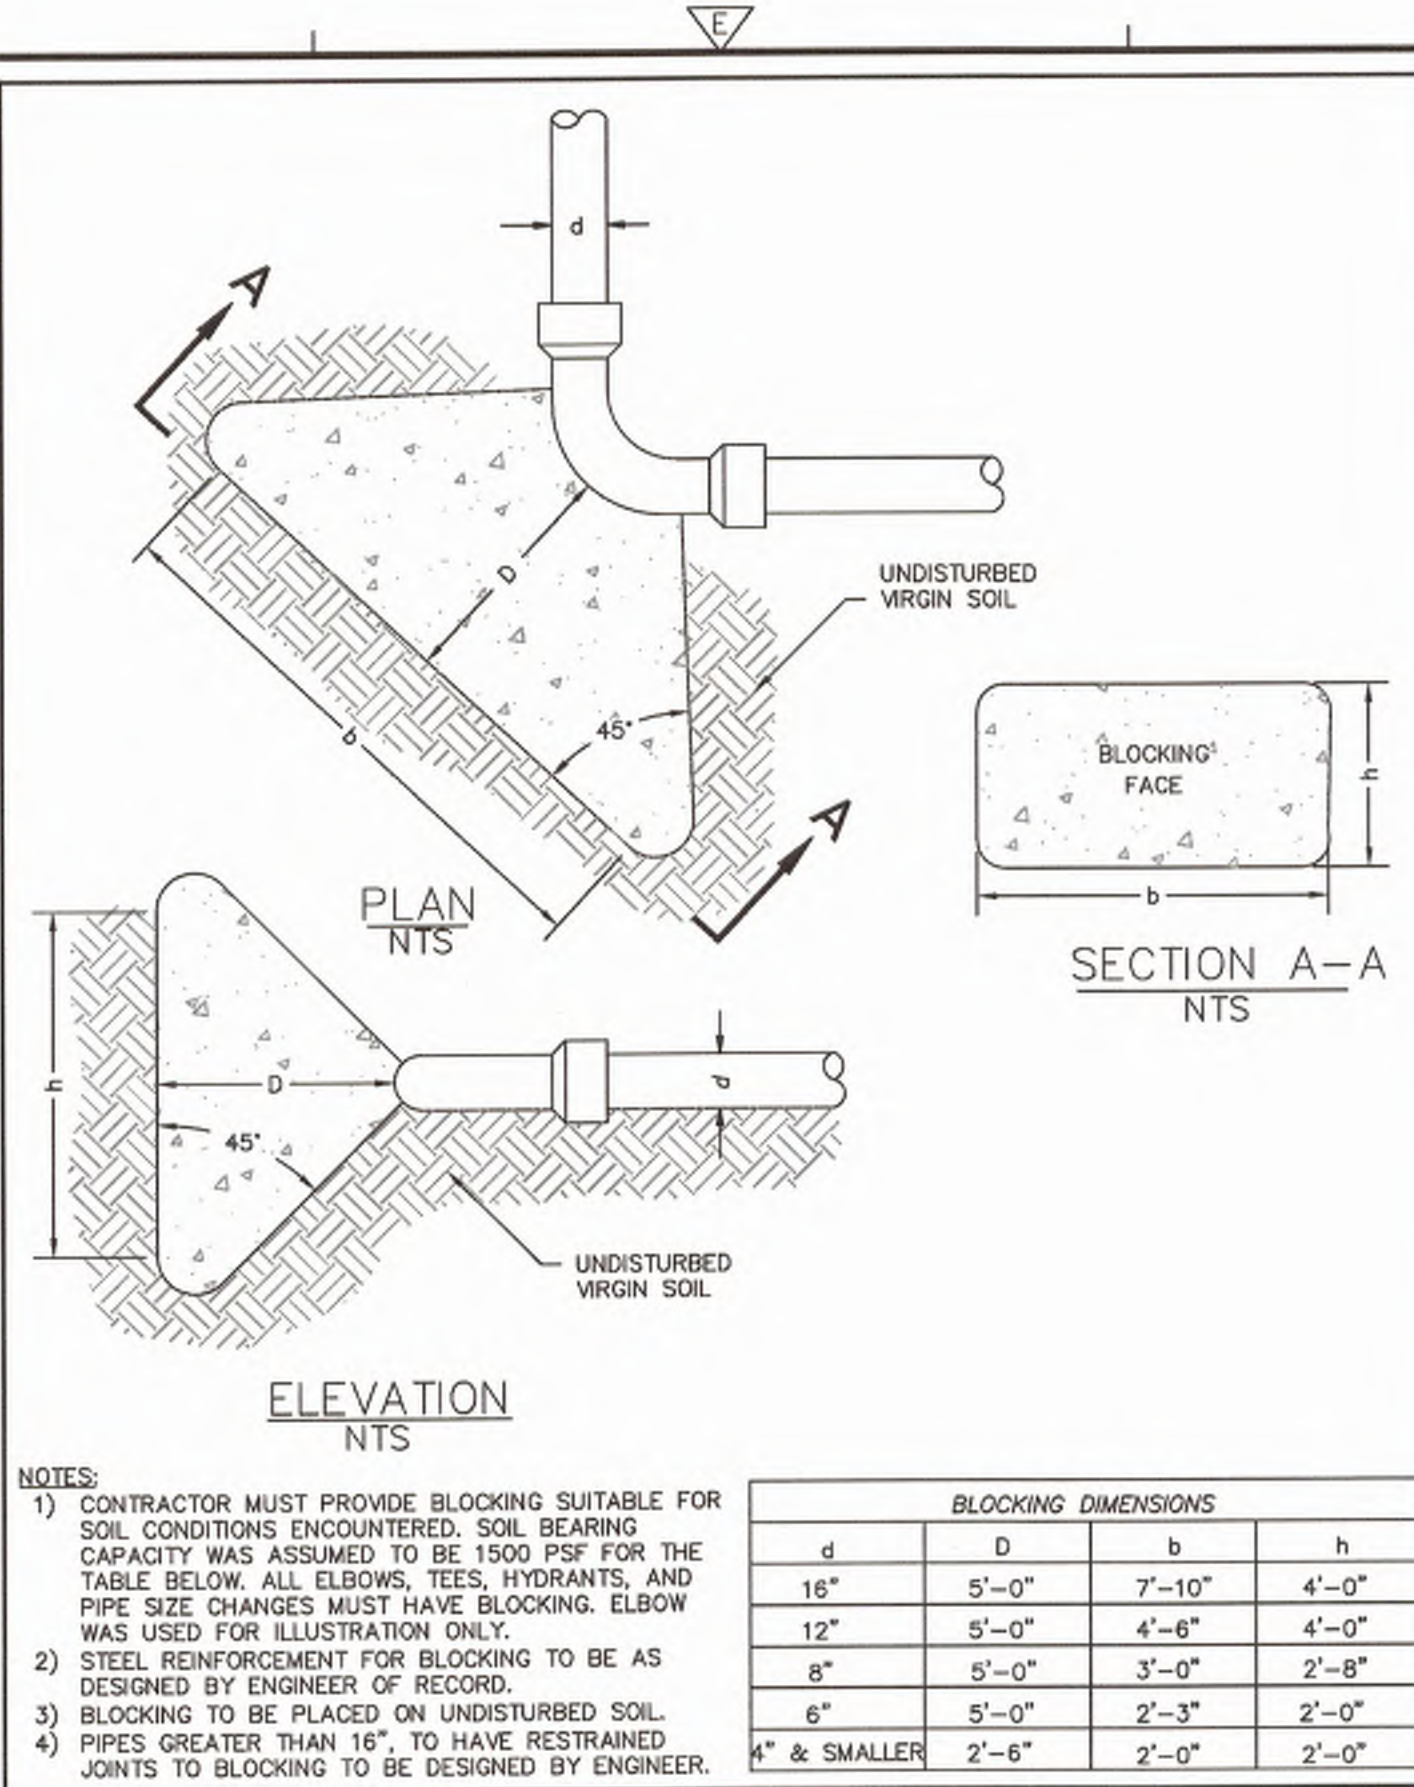 E
d
A
D
UNDISTURBED
VIRGIN SOIL
45°
b
BLOCKING
FACE
h
b
A
PLAN
NTS
SECTION A-A
NTS
h
D
d
45°
UNDISTURBED
VIRGIN SOIL
ELEVATION
NTS
NOTES:
1) CONTRACTOR MUST PROVIDE BLOCKING SUITABLE FOR
SOIL CONDITIONS ENCOUNTERED. SOIL BEARING
CAPACITY WAS ASSUMED TO BE 1500 PSF FOR THE
TABLE BELOW. ALL ELBOWS, TEES, HYDRANTS, AND
PIPE SIZE CHANGES MUST HAVE BLOCKING. ELBOW
WAS USED FOR ILLUSTRATION ONLY.
2) STEEL REINFORCEMENT FOR BLOCKING TO BE AS
DESIGNED BY ENGINEER OF RECORD.
3) BLOCKING TO BE PLACED ON UNDISTURBED SOIL.
4) PIPES GREATER THAN 16", TO HAVE RESTRAINED
JOINTS TO BLOCKING TO BE DESIGNED BY ENGINEER.
BLOCKING DIMENSIONS
d D b h
16" 5'-0" 7'-10" 4'-0"
12" 5'-0" 4'-6" 4'-0"
8" 5'-0" 3'-0" 2'-8"
6" 5'-0" 2'-3" 2'-0"
4" & SMALLER 2'-6" 2'-0" 2'-0"